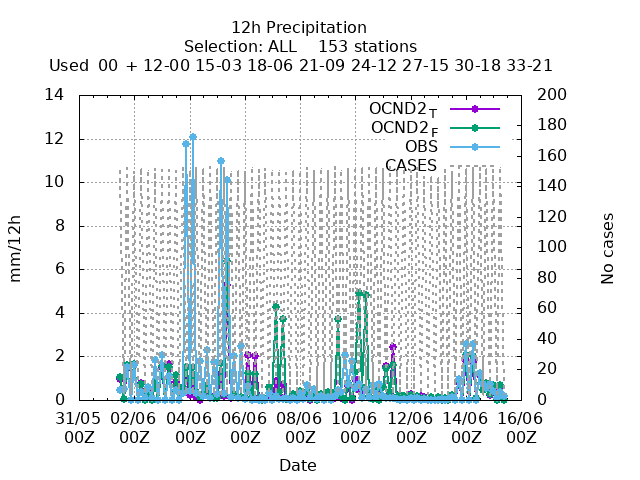 12h Precipitation
Selection: ALL 153 stations
Used 00 + 12-00 15-03 18-06 21-09 24-12 27-15 30-18 33-21
14 200
OCND2 T
180
OCND2 F
12
OBS
160
CASES
10
140
8 120
100
6 80
4 60
40
2 20
0 0
mm/12h
No cases
31/05 02/06 04/06 06/06 08/06 10/06 12/06 14/06 16/06
00Z 00Z 00Z 00Z 00Z 00Z 00Z 00Z 00Z
Date